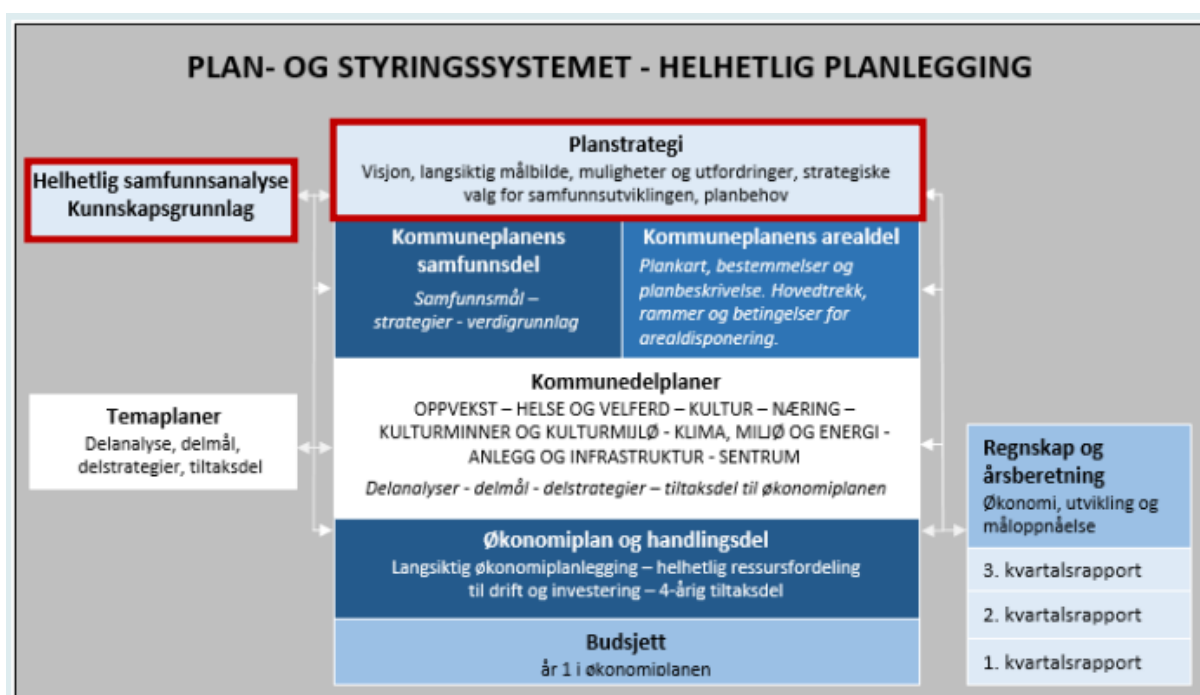 PLAN- OG STYRINGSSYSTEMET - HELHETLIG PLANLEGGING
Planstrategi
Visjon, langsiktig målbilde, muligheter og utfordringer, strategiske
valg for samfunnsutviklingen, planbehov
Helhetlig samfunnsanalyse
Kunnskapsgrunnlag
Kommuneplanens
samfunnsdel
Samfunnsmål –
strategier - verdigrunnlag
Kommuneplanens arealdel
Plankart, bestemmelser og
planbeskrivelse. Hovedtrekk,
rammer og betingelser for
arealdisponering.
Kommunedelplaner
OPPVEKST – HELSE OG VELFERD – KULTUR – NÆRING –
KULTURMINNER OG KULTURMIJLØ - KLIMA, MILJØ OG ENERGI -
ANLEGG OG INFRASTRUKTUR - SENTRUM
Delanalyser - delmål - delstrategier – tiltaksdel til økonomiplanen
Temaplaner
Delanalyse, delmål,
delstrategier, tiltaksdel
Økonomiplan og handlingsdel
Langsiktig økonomiplanlegging – helhetlig ressursfordeling
til drift og investering – 4-årig tiltaksdel
Budsjett
år 1 i økonomiplanen
Regnskap og
årsberetning
Økonomi, utvikling og
måloppnåelse
3. kvartalsrapport
2. kvartalsrapport
1. kvartalsrapport